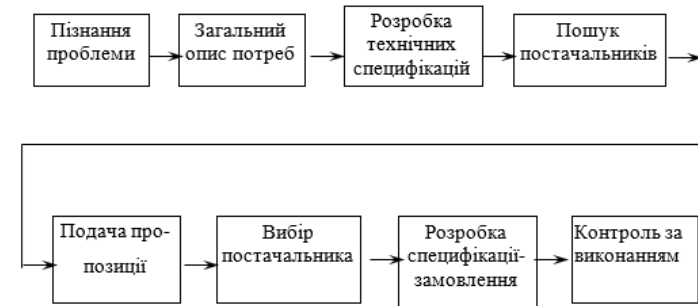 Пізнання
проблеми
Загальний
опис потреб
Розробка
технічних
специфікацій
Пошук
постачальників
Подача про-
позиції
Вибір
постачальника
Розробка
специфікації-
замовлення
Контроль за
виконанням